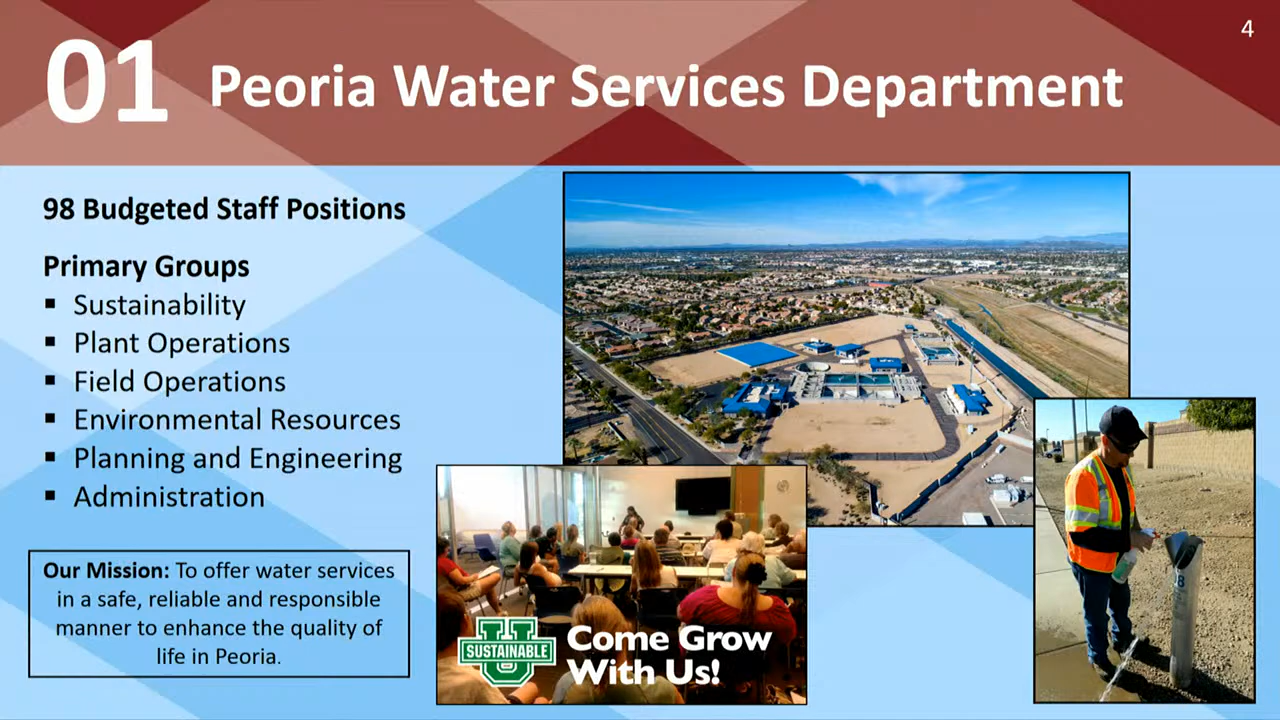 4
01 Peoria Water Services Department
98 Budgeted Staff Positions
Primary Groups
▪ Sustainability
▪ Plant Operations
▪ Field Operations
▪ Environmental Resources
▪ Planning and Engineering
▪ Administration
Our Mission: To offer water services
in a safe, reliable and responsible
manner to enhance the quality of
life in Peoria.
U
SUSTAINABLE
Come Grow
With Us!